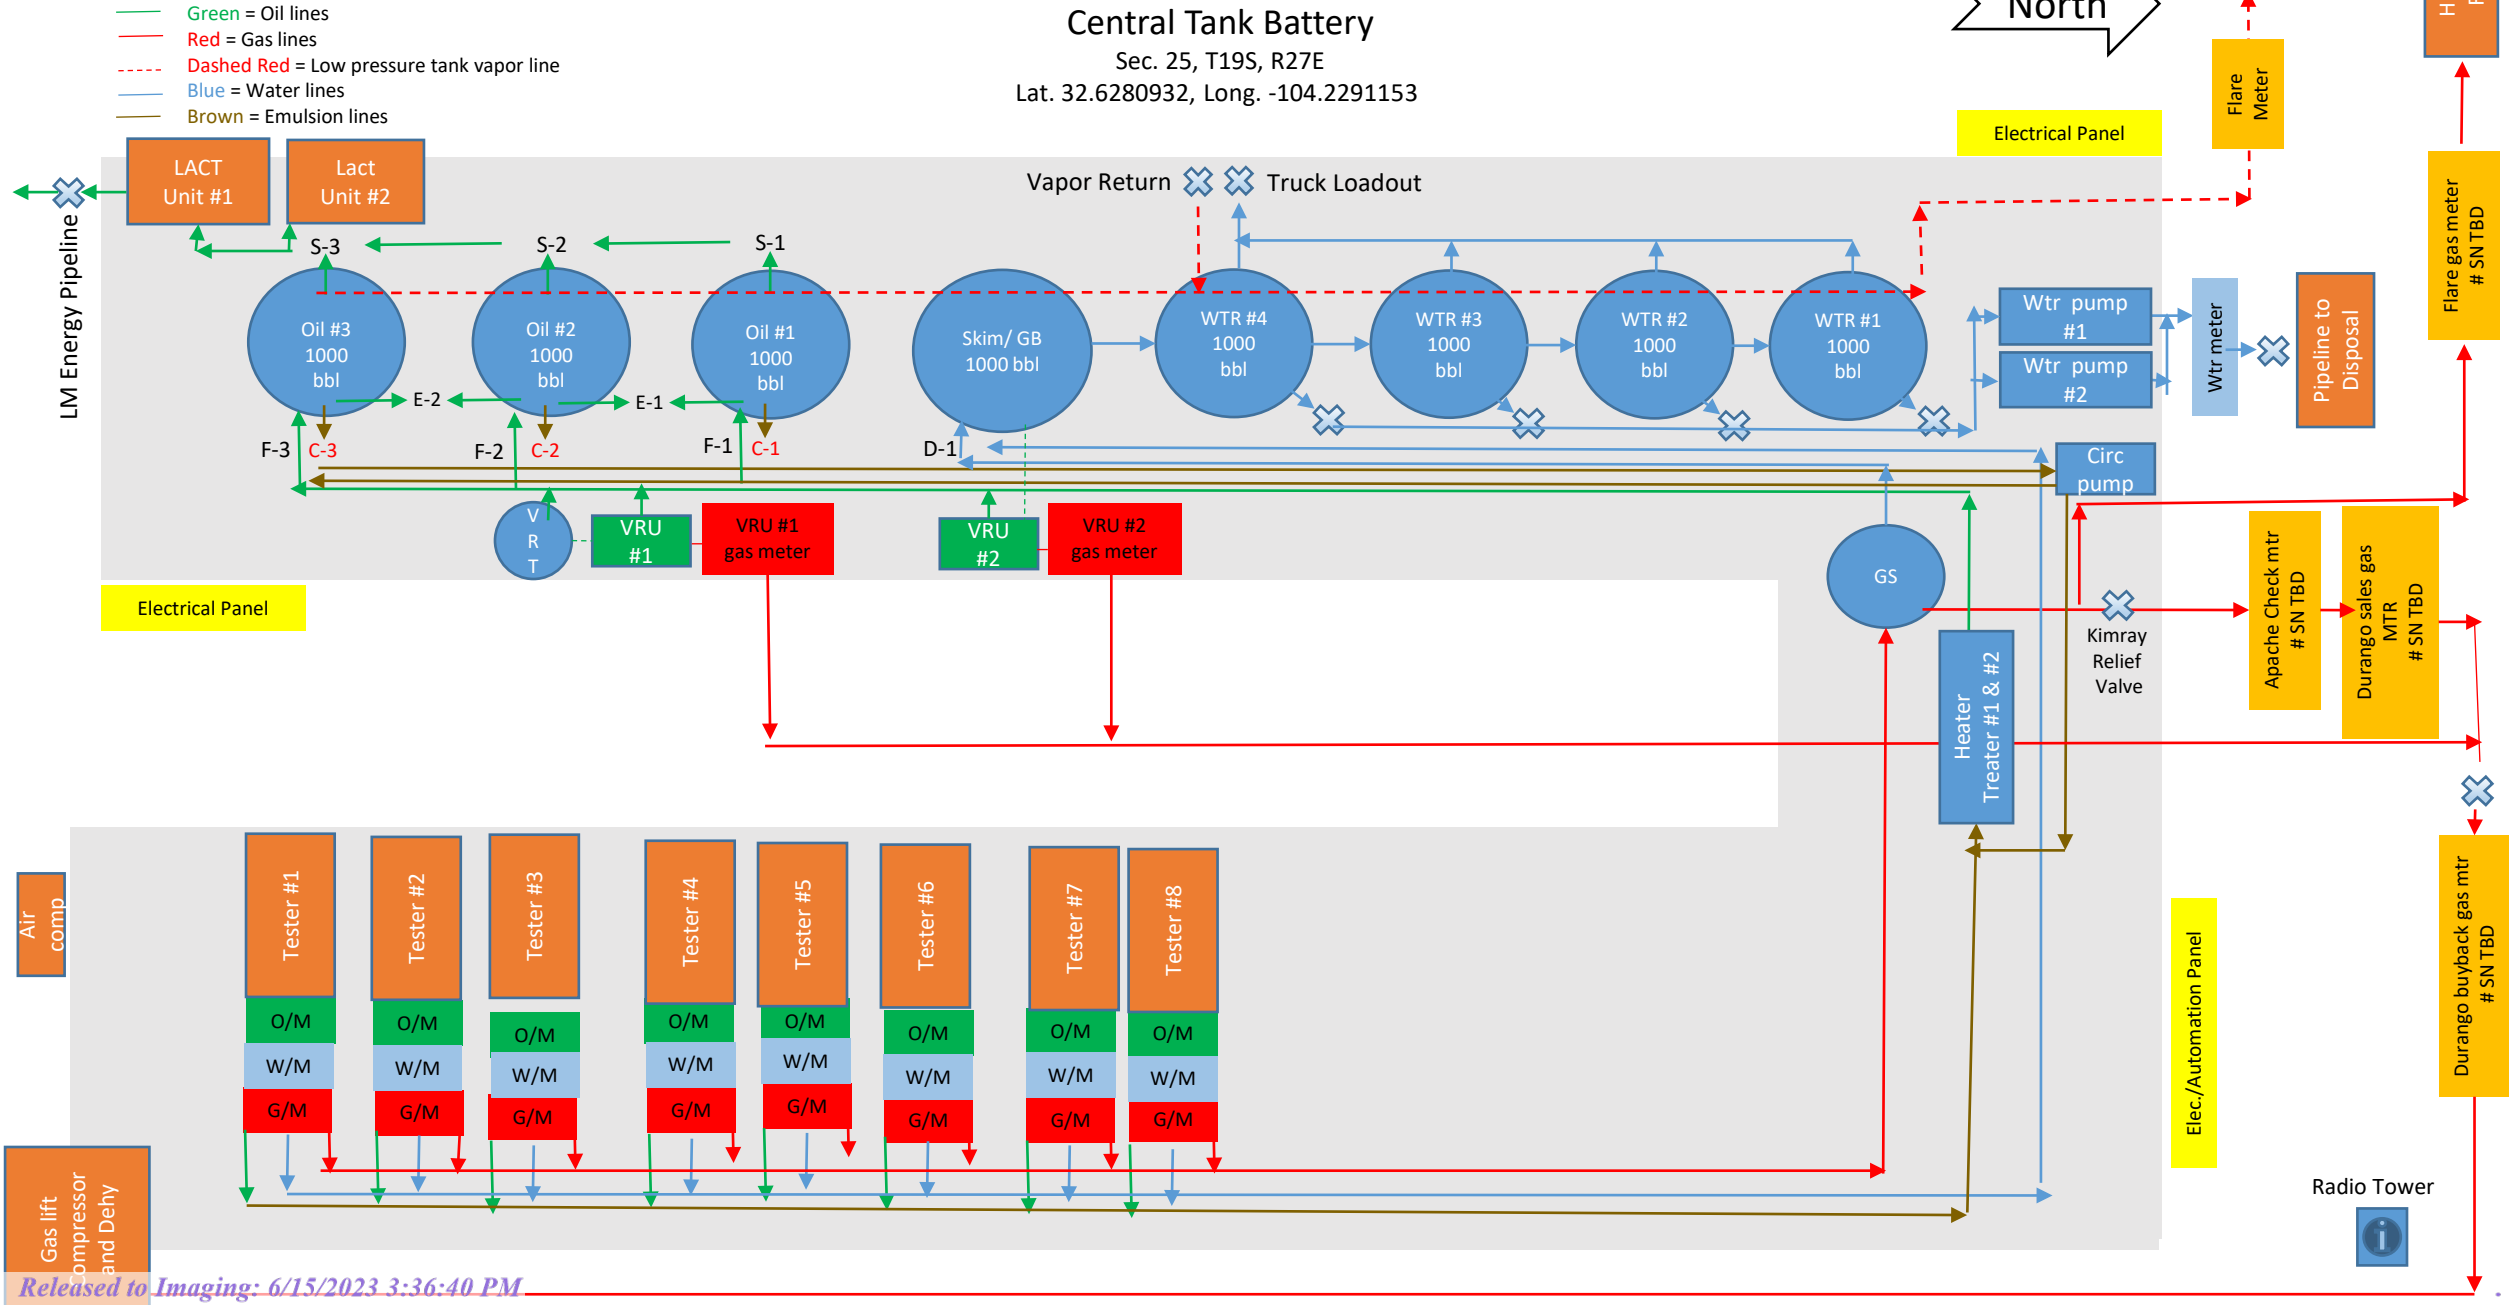 Green = Oil lines
Red = Gas lines
Dashed Red = Low pressure tank vapor line
Blue = Water lines
Brown = Emulsion lines
Central Tank Battery
Sec. 25, T19S, R27E
Lat. 32.6280932, Long. -104.2291153
North
Flare
Meter
Electrical Panel
Flare gas meter
# SN TBD
LACT
Unit #1
Lact
Unit #2
Vapor Return
Truck Loadout
LM Energy Pipeline
S-3
S-2
S-1
Oil #3
1000
bbl
Oil #2
1000
bbl
Oil #1
1000
bbl
Skim/ GB
1000 bbl
WTR #4
1000
bbl
WTR #3
1000
bbl
WTR #2
1000
bbl
WTR #1
1000
bbl
Wtr pump
#1
Wtr pump
#2
Wtr meter
Pipeline to
Disposal
E-2
E-1
F-3
C-3
F-2
C-2
F-1
C-1
D-1
Circ
pump
V
R
T
VRU
#1
VRU #1
gas meter
VRU
#2
VRU #2
gas meter
GS
Electrical Panel
Kimray
Relief
Valve
Apache Check mtr
# SN TBD
Durango sales gas
MTR
# SN TBD
Heater
Treater #1 & #2
Durango buyback gas mtr
# SN TBD
Air
comp
Tester #1
Tester #2
Tester #3
Tester #4
Tester #5
Tester #6
Tester #7
Tester #8
O/M
O/M
O/M
O/M
O/M
O/M
O/M
O/M
W/M
W/M
W/M
W/M
W/M
W/M
W/M
W/M
G/M
G/M
G/M
G/M
G/M
G/M
G/M
G/M
Elec./Automation Panel
Radio Tower
Gas lift
Compressor
and Dehy
Released to Imaging: 6/15/2023 3:36:40 PM